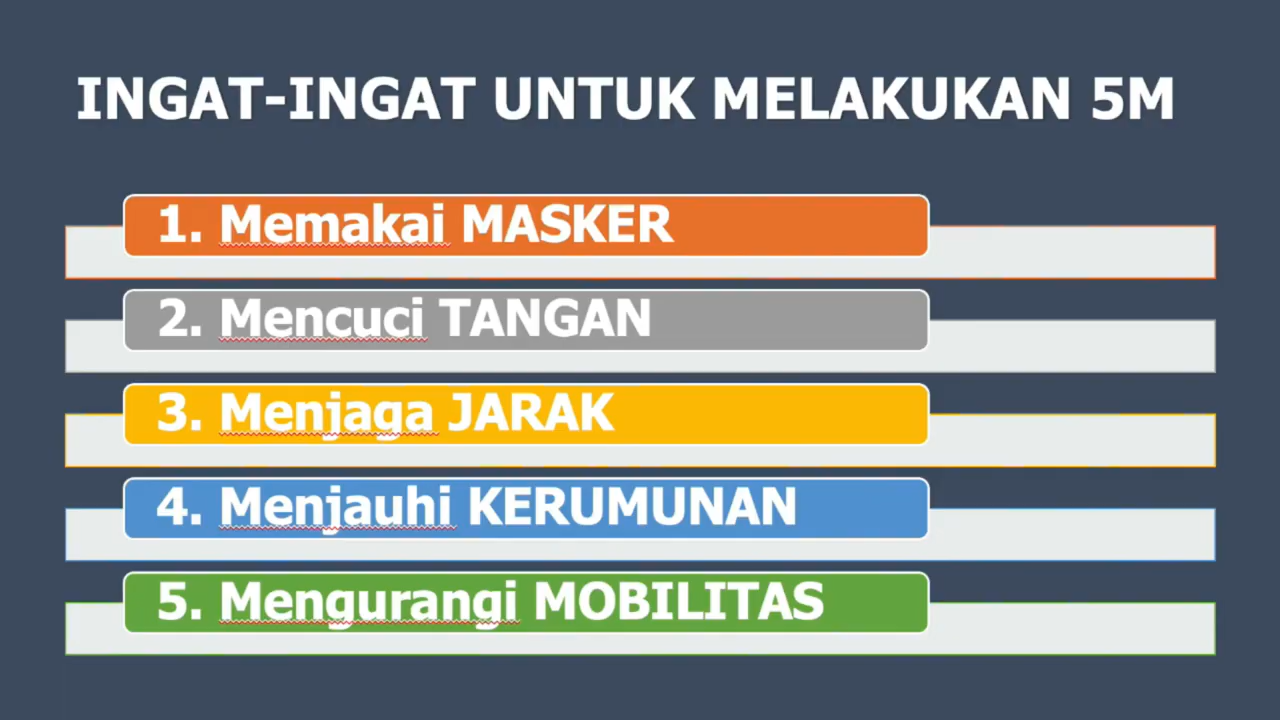 INGAT-INGAT UNTUK MELAKUKAN 5M
1. Memakai MASKER
2. Mencuci TANGAN
3. Menjaga JARAK
4. Menjauhi KERUMUNAN
5. Mengurangi MOBILITAS